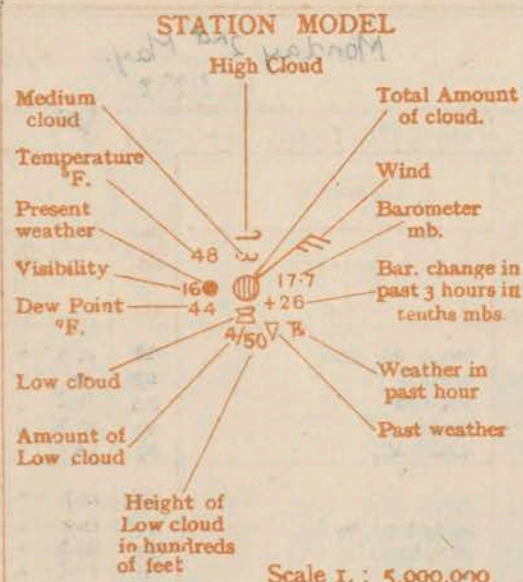 STATION MODEL
Monday 2nd May.
High Cloud
Medium
cloud
Total Amount
of cloud.
Temperature
°F.
Wind
Present
weather
Barometer
mb.
48
Visibility
16
17·7
Bar. change in
past 3 hours in
tenths mbs.
Dew Point
°F.
44
+26
4/50
Low cloud
Weather in
past hour
Amount of
Low cloud
Past weather
Height of
Low cloud
in hundreds
of feet
Scale 1 : 5,000,000